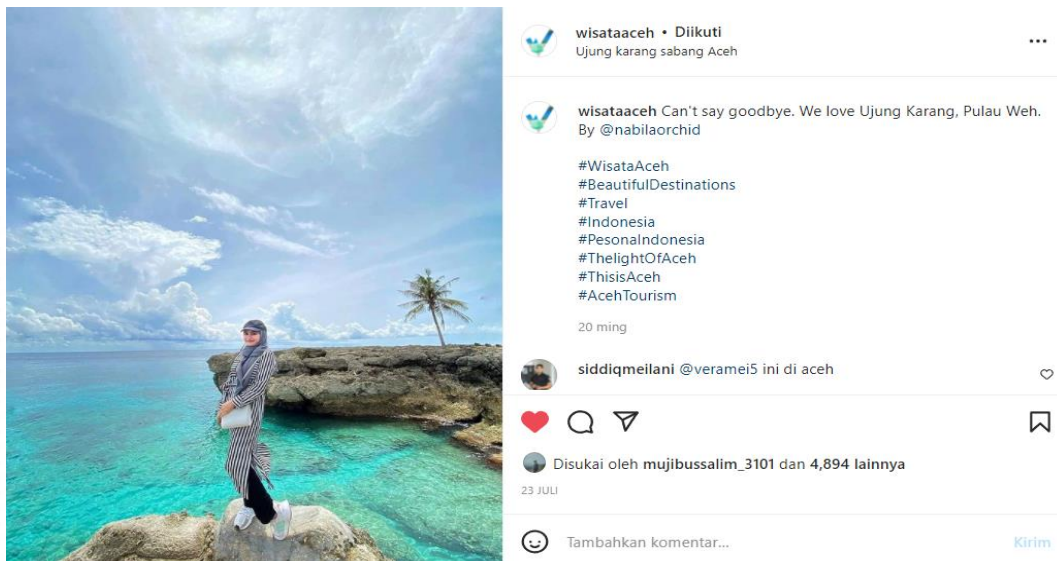 wisataaceh • Diikuti
Ujung karang sabang Aceh
wisataaceh Can't say goodbye. We love Ujung Karang, Pulau Weh.
By @nabilaorchid
#WisataAceh
#BeautifulDestinations
#Travel
#Indonesia
#PesonaIndonesia
#ThelightOfAceh
#ThisisAceh
#AcehTourism
20 ming
siddiqmeilani @veramei5 ini di aceh
Disukai oleh mujibussalim_3101 dan 4,894 lainnya
23 JULI
Tambahkan komentar...
Kirim